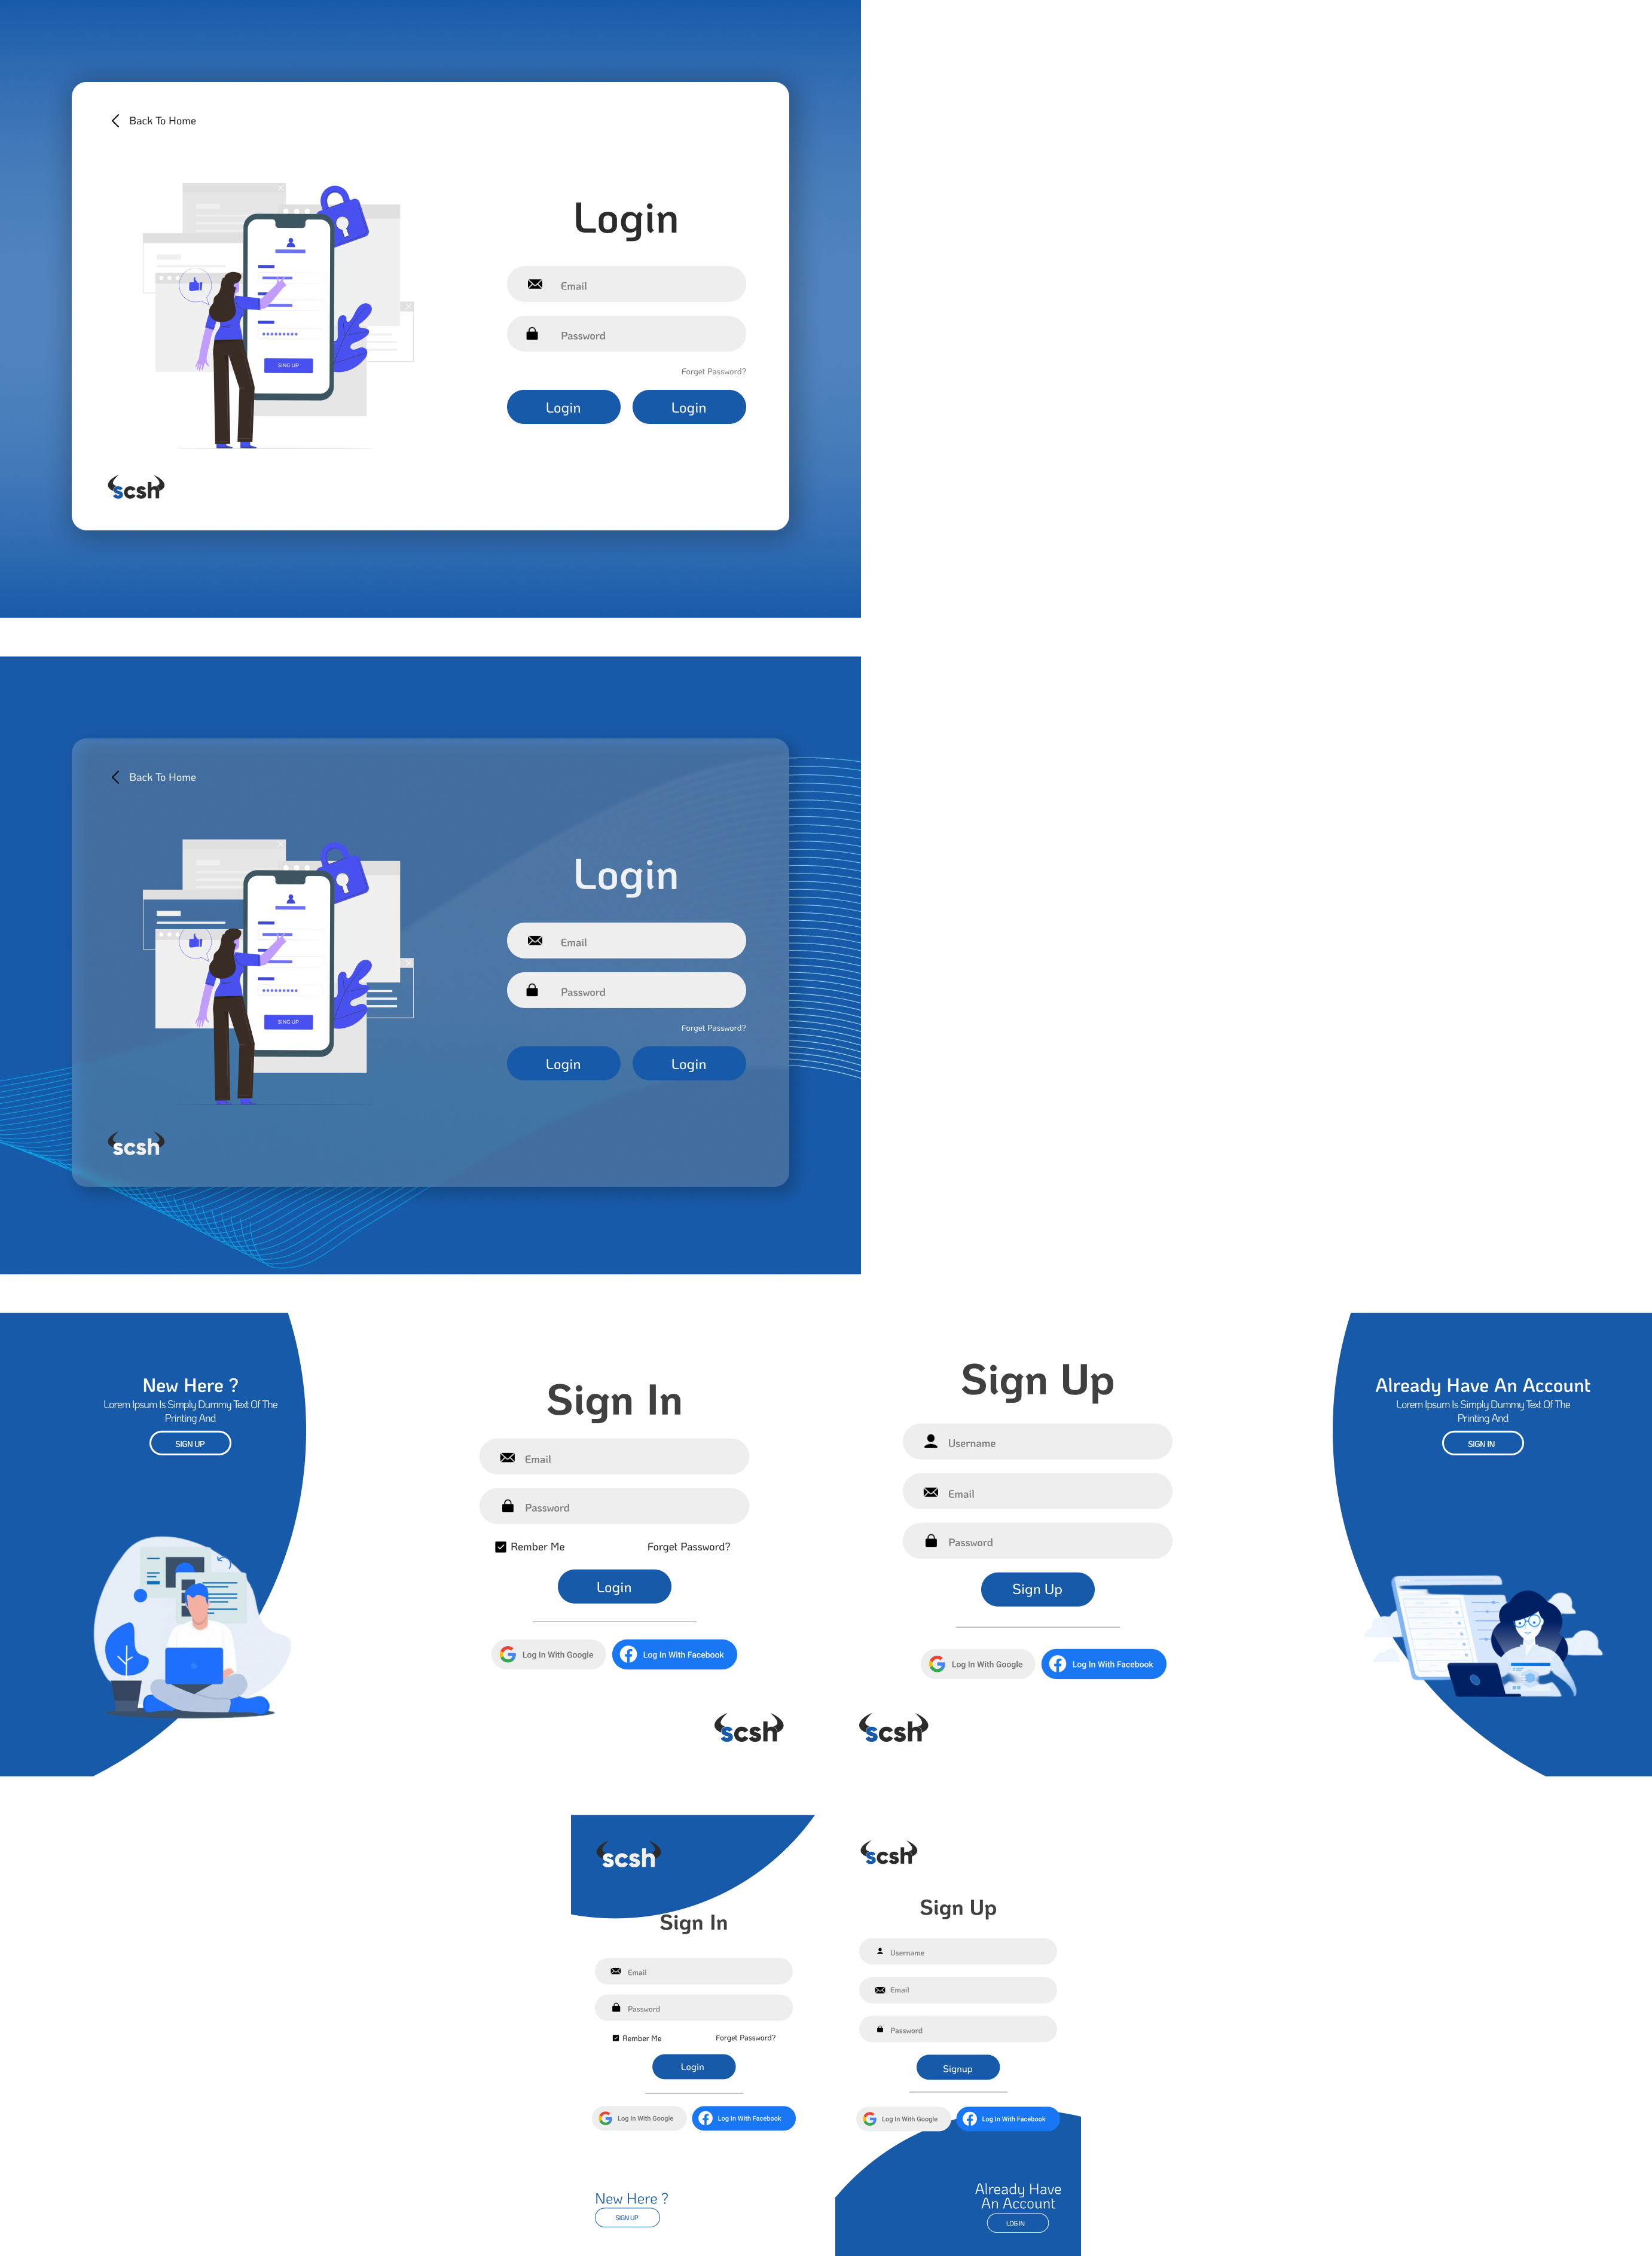 Back To Home
Login
Email
Password
SING UP
Forget Password?
Login
Login
scsh
Back To Home
Login
Email
Password
SING UP
Forget Password?
Login
Login
scsh
New Here ?
Lorem Ipsum Is Simply Dummy Text Of The
Printing And
SIGN UP
Sign In
Email
Password
Rember Me
Forget Password?
Login
Log In With Google
Log In With Facebook
scsh
Sign Up
Username
Email
Password
Sign Up
Log In With Google
Log In With Facebook
scsh
Already Have An Account
Lorem Ipsum Is Simply Dummy Text Of The
Printing And
SIGN IN
scsh
Sign In
Email
Password
Rember Me
Forget Password?
Login
Log In With Google
Log In With Facebook
New Here ?
SIGN UP
scsh
Sign Up
Username
Email
Password
Signup
Log In With Google
Log In With Facebook
Already Have
An Account
LOG IN